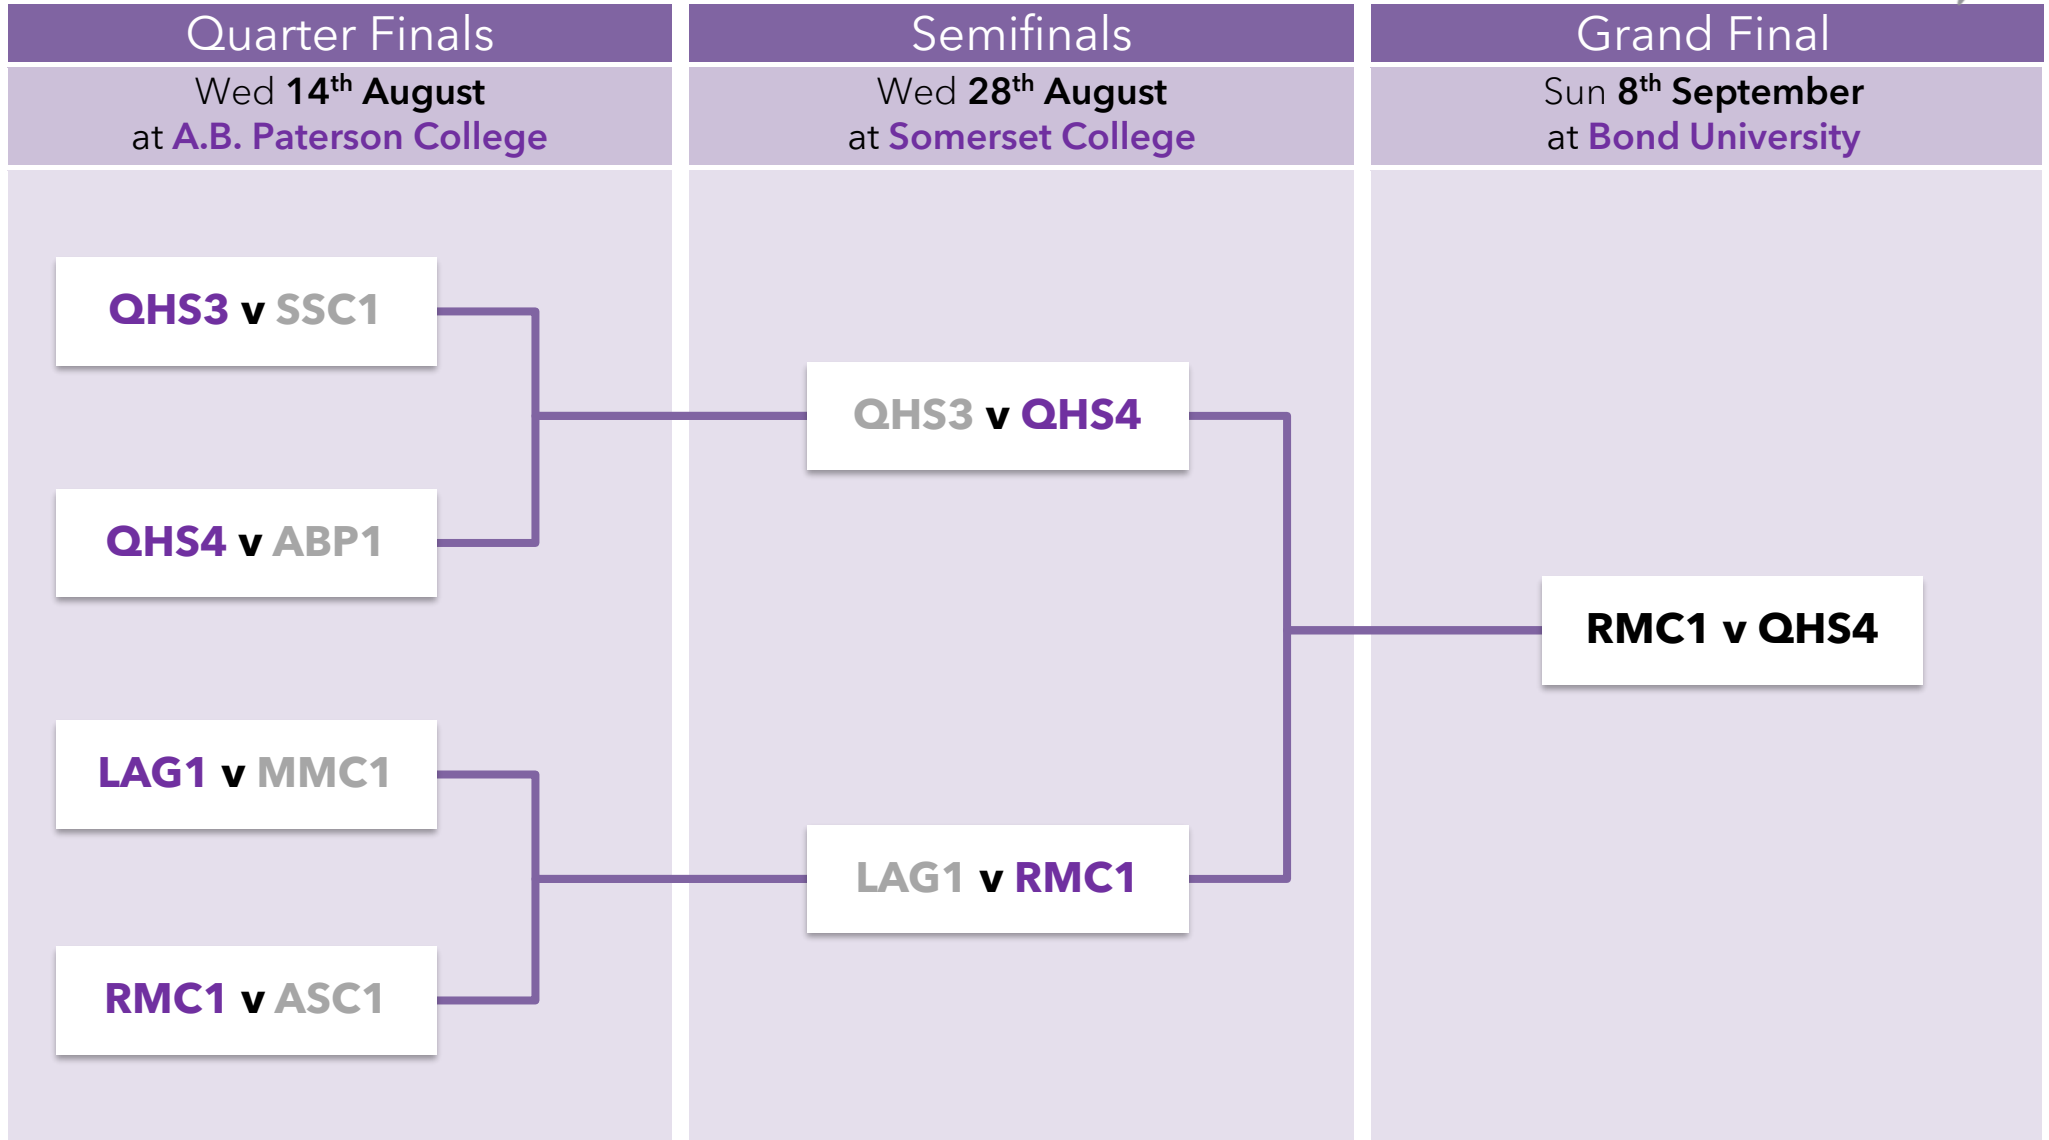 Quarter Finals
Wed 14th August
at A.B. Paterson College
QHS3 v SSC1
QHS4 v ABP1
LAG1 v MMC1
RMC1 v ASC1
Semifinals
Wed 28th August
at Somerset College
QHS3 v QHS4
LAG1 v RMC1
Grand Final
Sun 8th September
at Bond University
RMC1 v QHS4